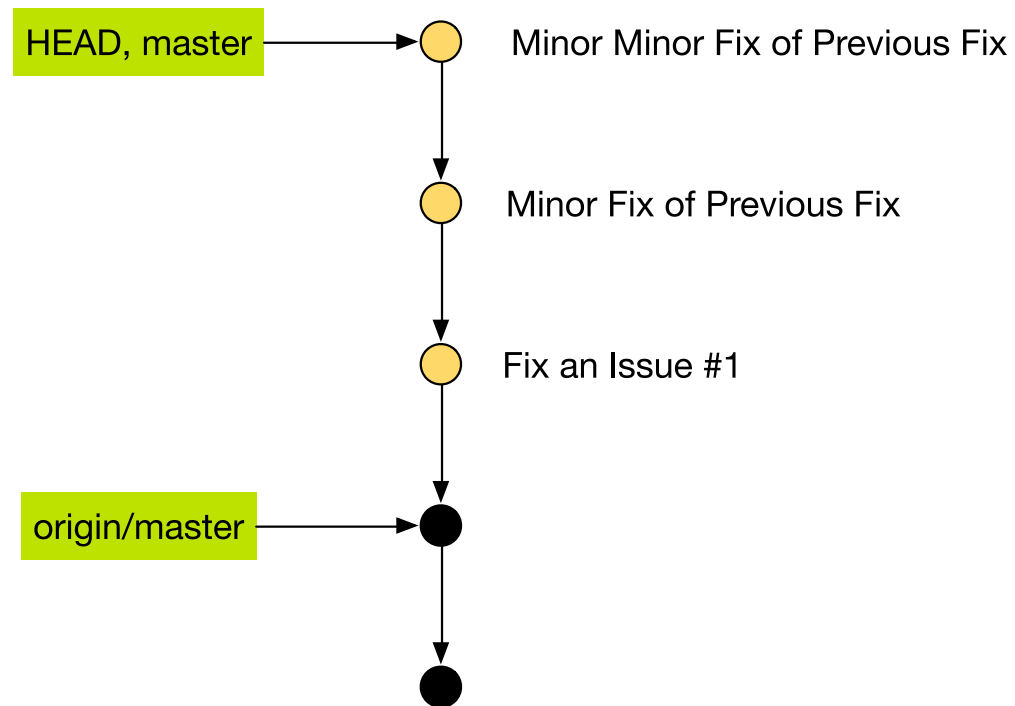 HEAD, master
Minor Minor Fix of Previous Fix
Minor Fix of Previous Fix
Fix an Issue #1
origin/master